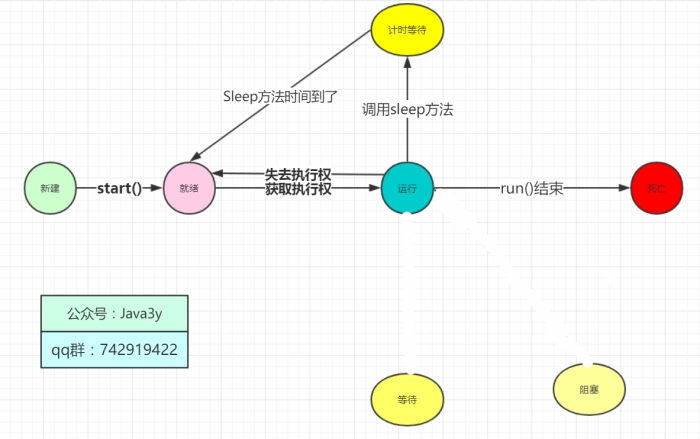 计时等待
Sleep方法时间到了
调用sleep方法
新建
start()
就绪
失去执行权
获取执行权
运行
run()结束
死亡
公众号：Java3y
qq群：742919422
等待
阻塞